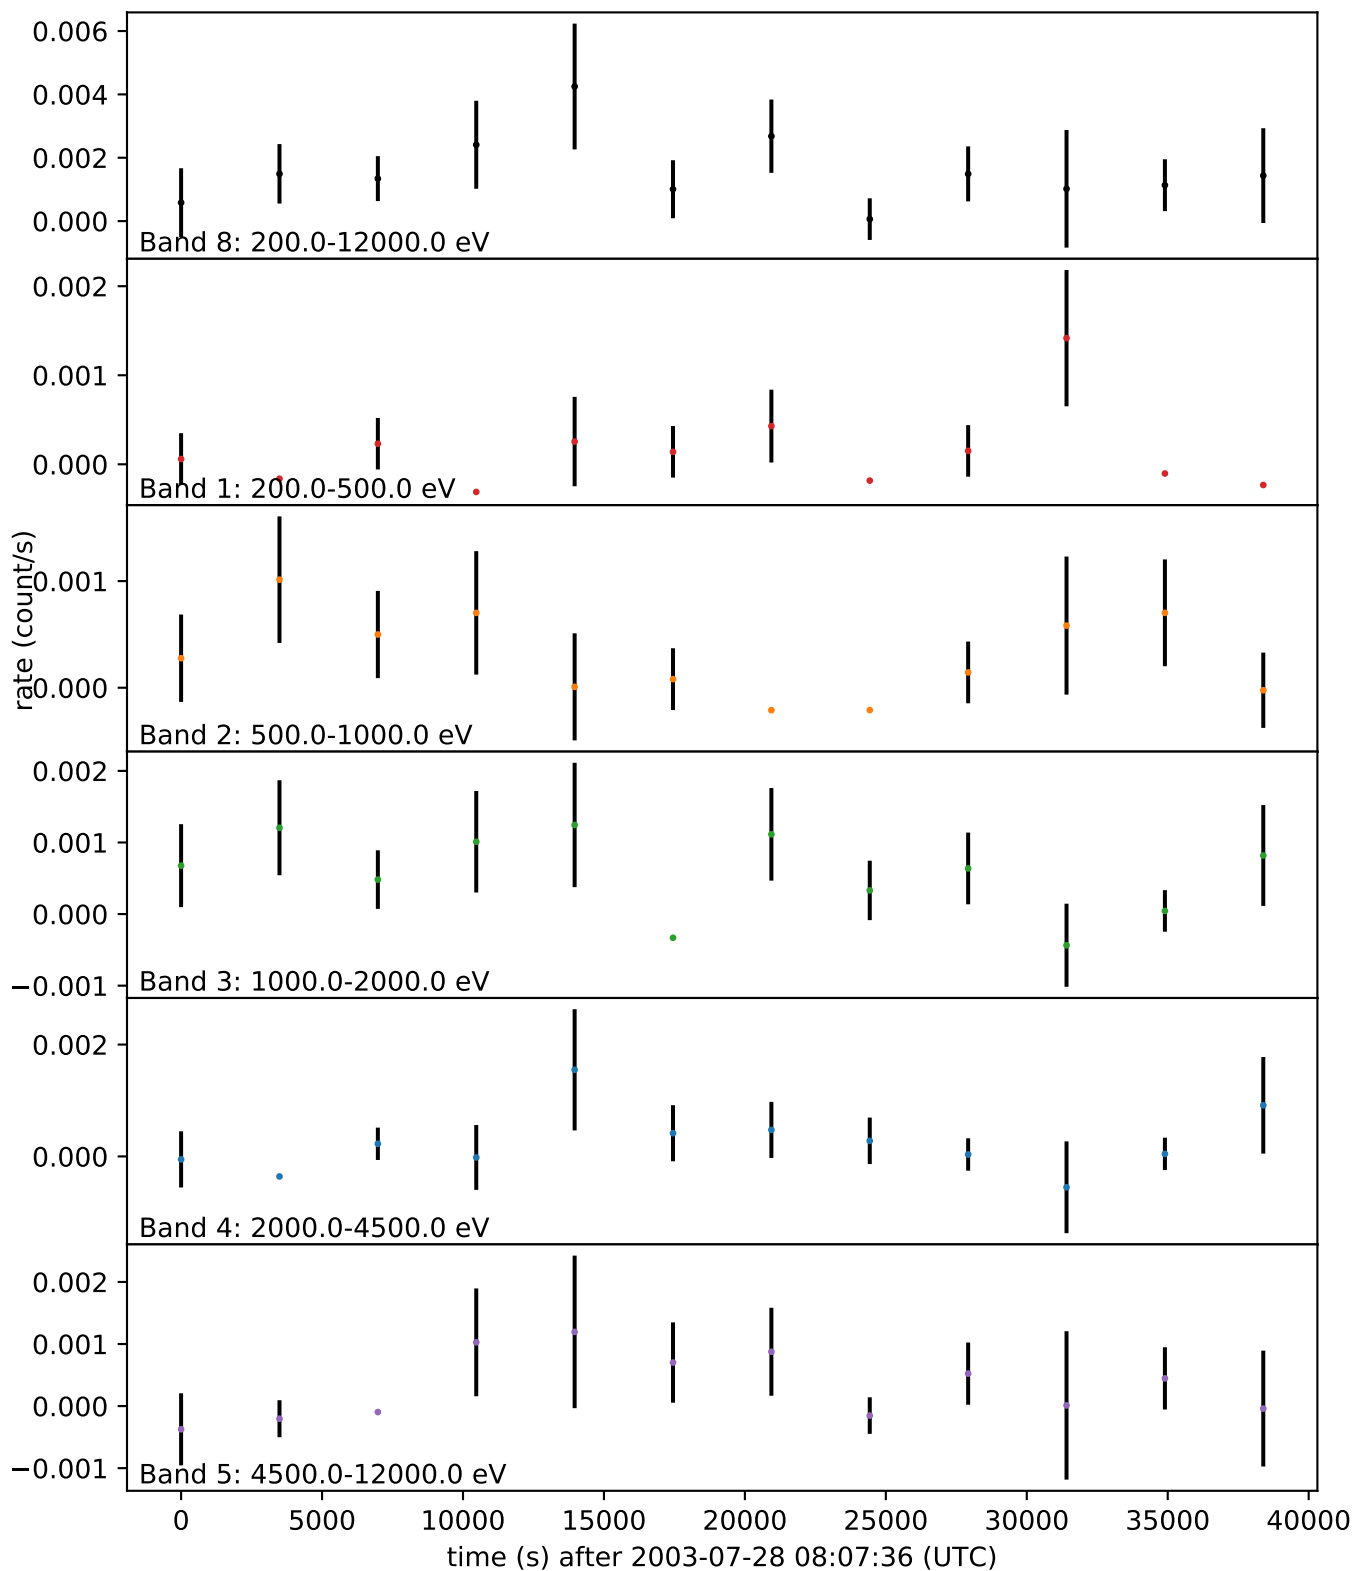 0.006
0.004
0.002
0.000
Band 8: 200.0-12000.0 eV
0.002
0.001
0.000
Band 1: 200.0-500.0 eV
rate (count/s)
0.001
0.000
Band 2: 500.0-1000.0 eV
0.002
0.001
0.000
−0.001
Band 3: 1000.0-2000.0 eV
0.002
0.000
Band 4: 2000.0-4500.0 eV
0.002
0.001
0.000
−0.001
Band 5: 4500.0-12000.0 eV
0 5000 10000 15000 20000 25000 30000 35000 40000
time (s) after 2003-07-28 08:07:36 (UTC)